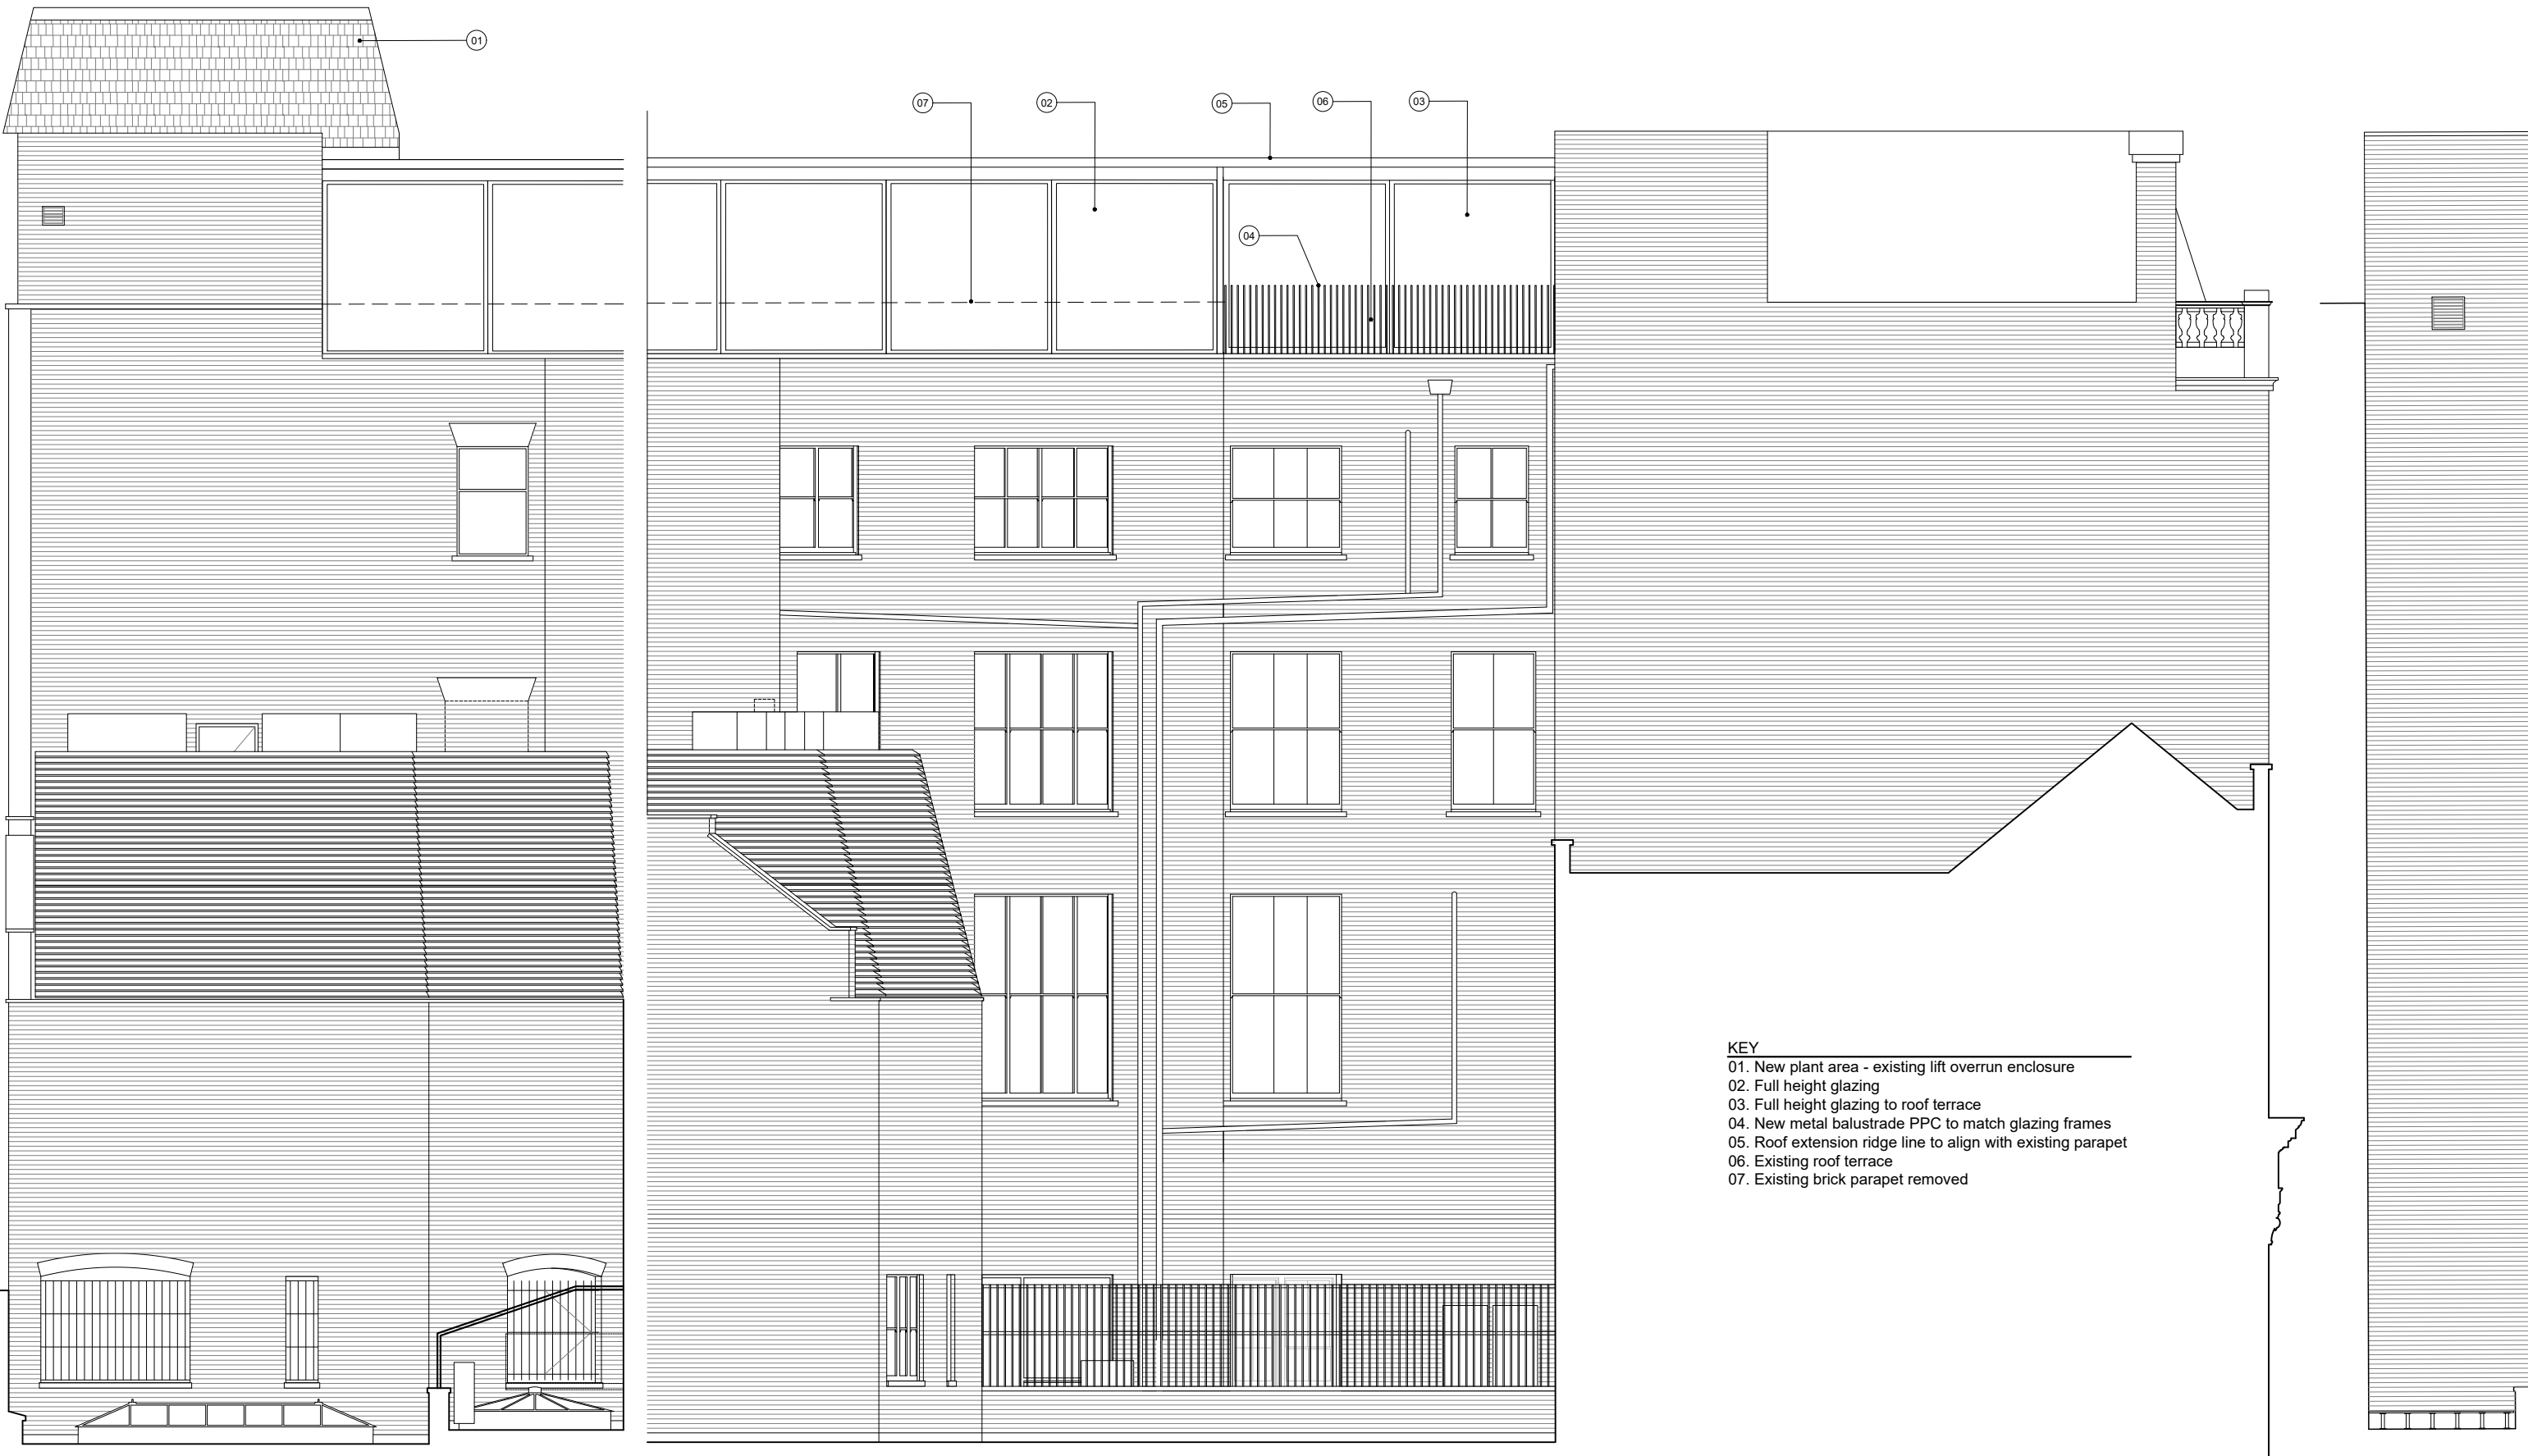 01
07
02
05
06
03
04
KEY
01. New plant area - existing lift overrun enclosure
02. Full height glazing
03. Full height glazing to roof terrace
04. New metal balustrade PPC to match glazing frames
05. Roof extension ridge line to align with existing parapet
06. Existing roof terrace
07. Existing brick parapet removed